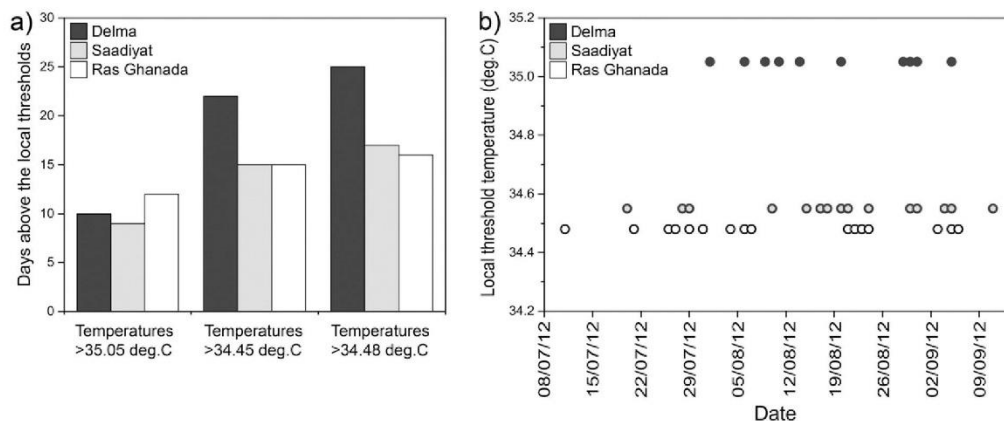 a)
Delma
Saadiyat
Ras Ghanada
Days above the local thresholds
30
25
20
15
10
5
0
Temperatures
>35.05 deg.C
Temperatures
>34.45 deg.C
Temperatures
>34.48 deg.C
b)
Delma
Saadiyat
Ras Ghanada
Local threshold temperature (deg.C)
35.2
35.0
34.8
34.6
34.4
34.2
08/07/12
15/07/12
22/07/12
29/07/12
05/08/12
12/08/12
19/08/12
26/08/12
02/09/12
09/09/12
Date